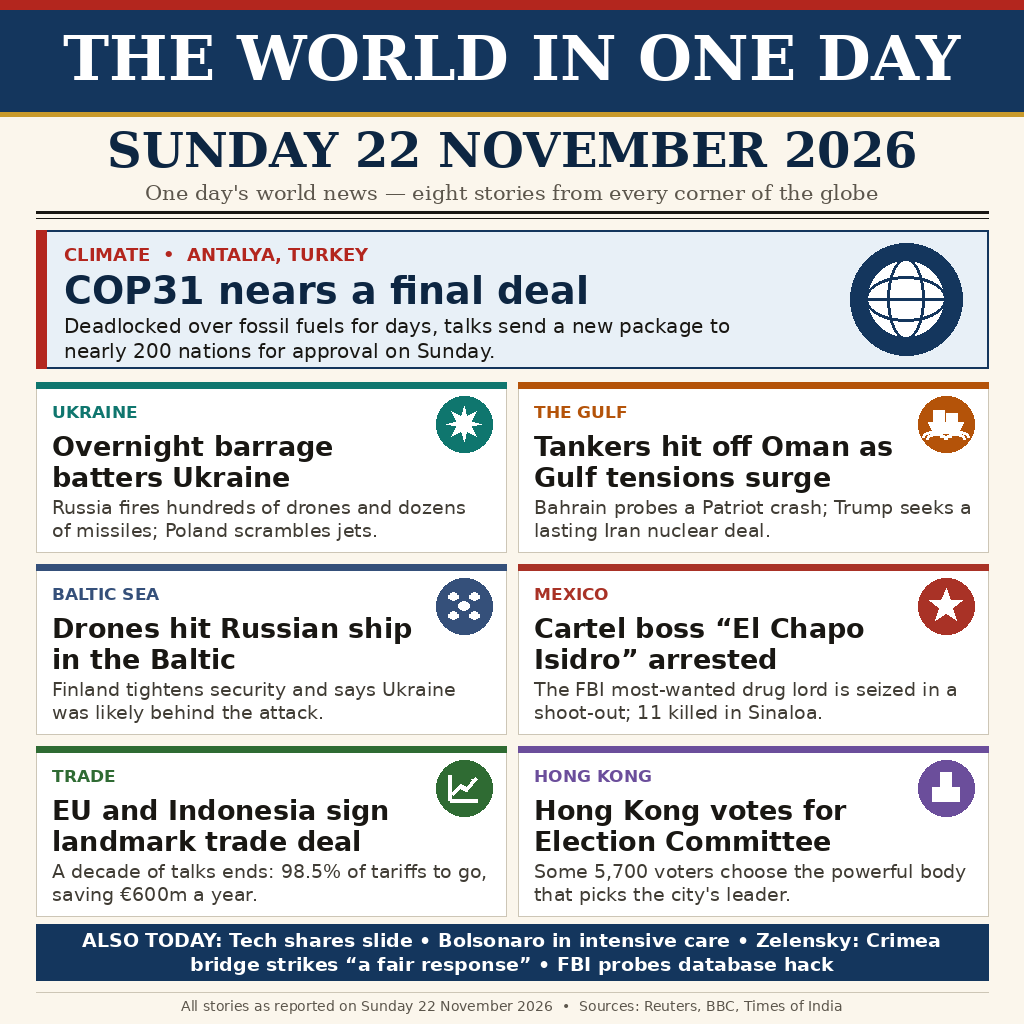 THE WORLD IN ONE DAY
SUNDAY 22 NOVEMBER 2026
One day's world news — eight stories from every corner of the globe
CLIMATE • ANTALYA, TURKEY
COP31 nears a final deal
Deadlocked over fossil fuels for days, talks send a new package to
nearly 200 nations for approval on Sunday.
UKRAINE
Overnight barrage
batters Ukraine
Russia fires hundreds of drones and dozens
of missiles; Poland scrambles jets.
THE GULF
Tankers hit off Oman as
Gulf tensions surge
Bahrain probes a Patriot crash; Trump seeks a
lasting Iran nuclear deal.
BALTIC SEA
Drones hit Russian ship
in the Baltic
Finland tightens security and says Ukraine
was likely behind the attack.
MEXICO
Cartel boss “El Chapo
Isidro” arrested
The FBI most-wanted drug lord is seized in a
shoot-out; 11 killed in Sinaloa.
TRADE
EU and Indonesia sign
landmark trade deal
A decade of talks ends: 98.5% of tariffs to go,
saving €600m a year.
HONG KONG
Hong Kong votes for
Election Committee
Some 5,700 voters choose the powerful body
that picks the city's leader.
ALSO TODAY: Tech shares slide • Bolsonaro in intensive care • Zelensky: Crimea
bridge strikes “a fair response” • FBI probes database hack
All stories as reported on Sunday 22 November 2026 • Sources: Reuters, BBC, Times of India